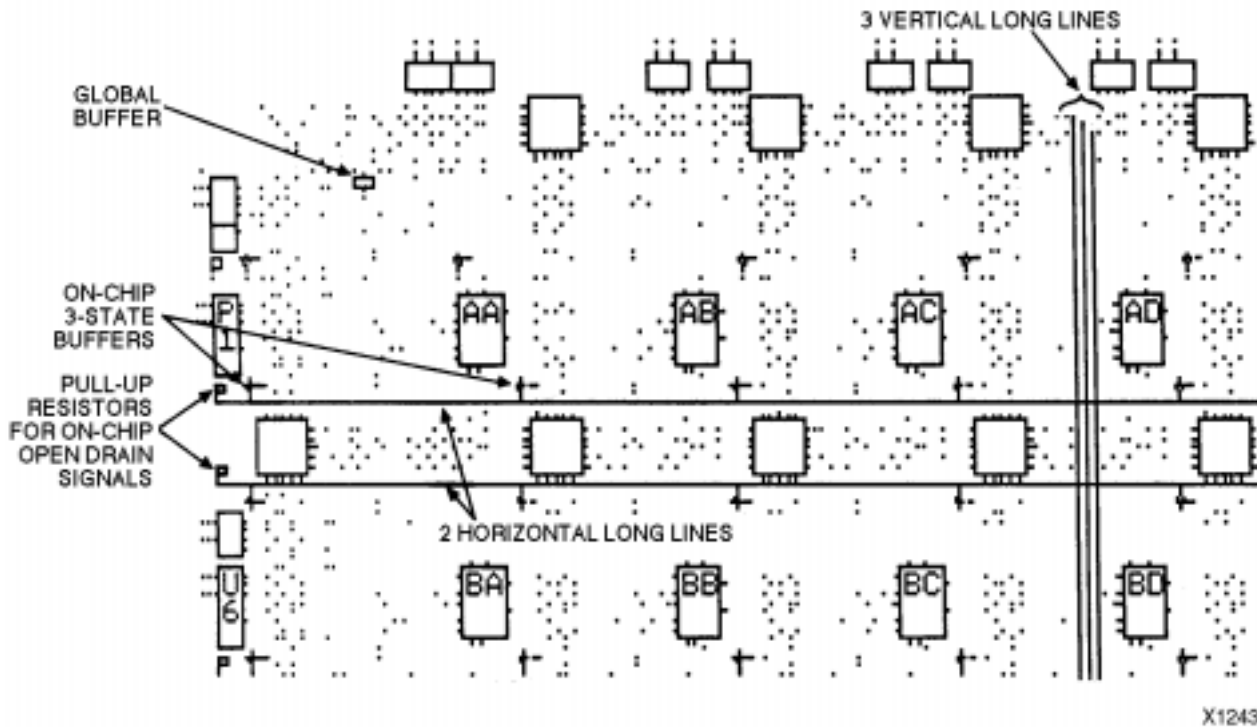 3 VERTICAL LONG LINES
GLOBAL
BUFFER
ON-CHIP
3-STATE
BUFFERS
P
1
AA
AB
AC
AD
PULL-UP
RESISTORS
FOR ON-CHIP
OPEN DRAIN
SIGNALS
2 HORIZONTAL LONG LINES
U
6
BA
BB
BC
BD
X1243